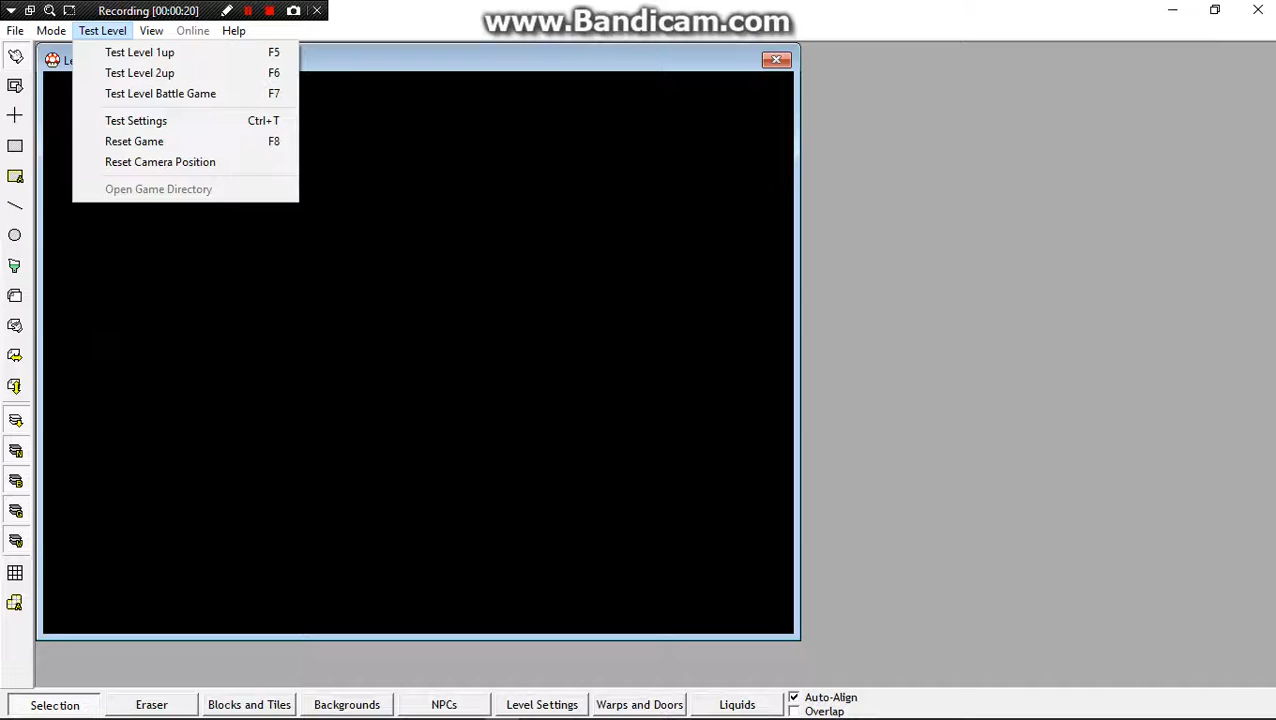 Recording [00:00:20]
www.Bandicam.com
File Mode Test Level View Online Help
Le
Test Level 1up F5
Test Level 2up F6
Test Level Battle Game F7
Test Settings Ctrl+T
Reset Game F8
Reset Camera Position
Open Game Directory
Selection Eraser Blocks and Tiles Backgrounds NPCs Level Settings Warps and Doors Liquids
Auto-Align
Overlap